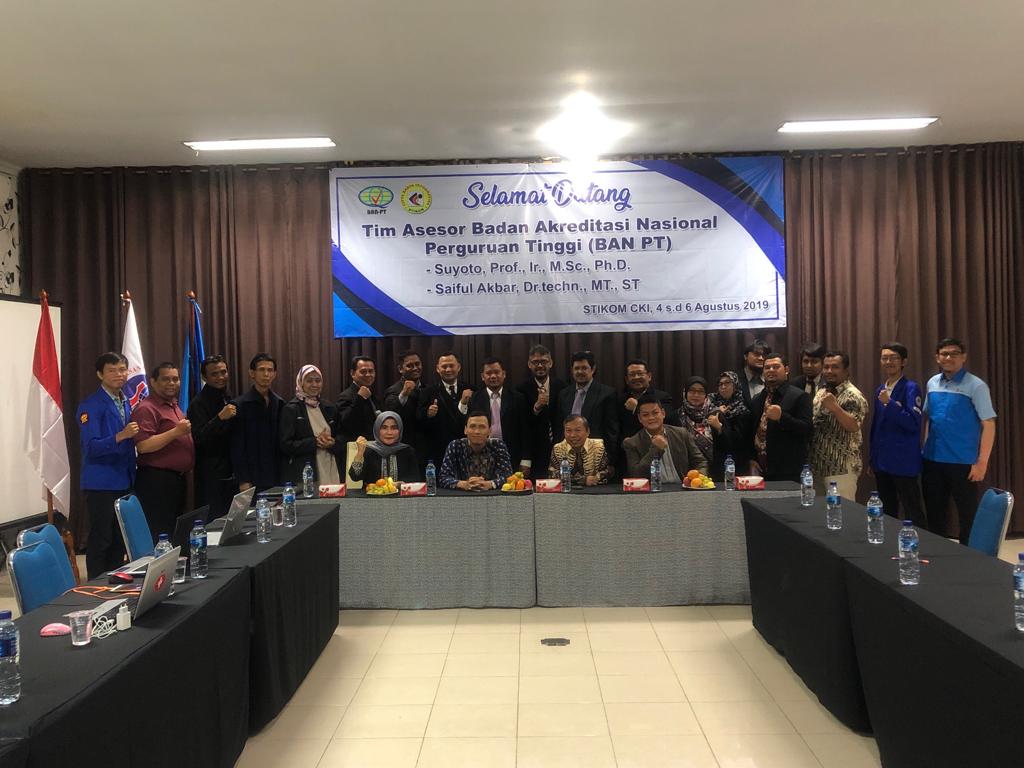 BAN-PT
Selamat Datang
Tim Asesor Badan Akreditasi Nasional
Perguruan Tinggi (BAN PT)
- Suyoto, Prof., Ir., M.Sc., Ph.D.
- Saiful Akbar, Dr.techn., MT., ST
STIKOM CKI, 4 s.d 6 Agustus 2019